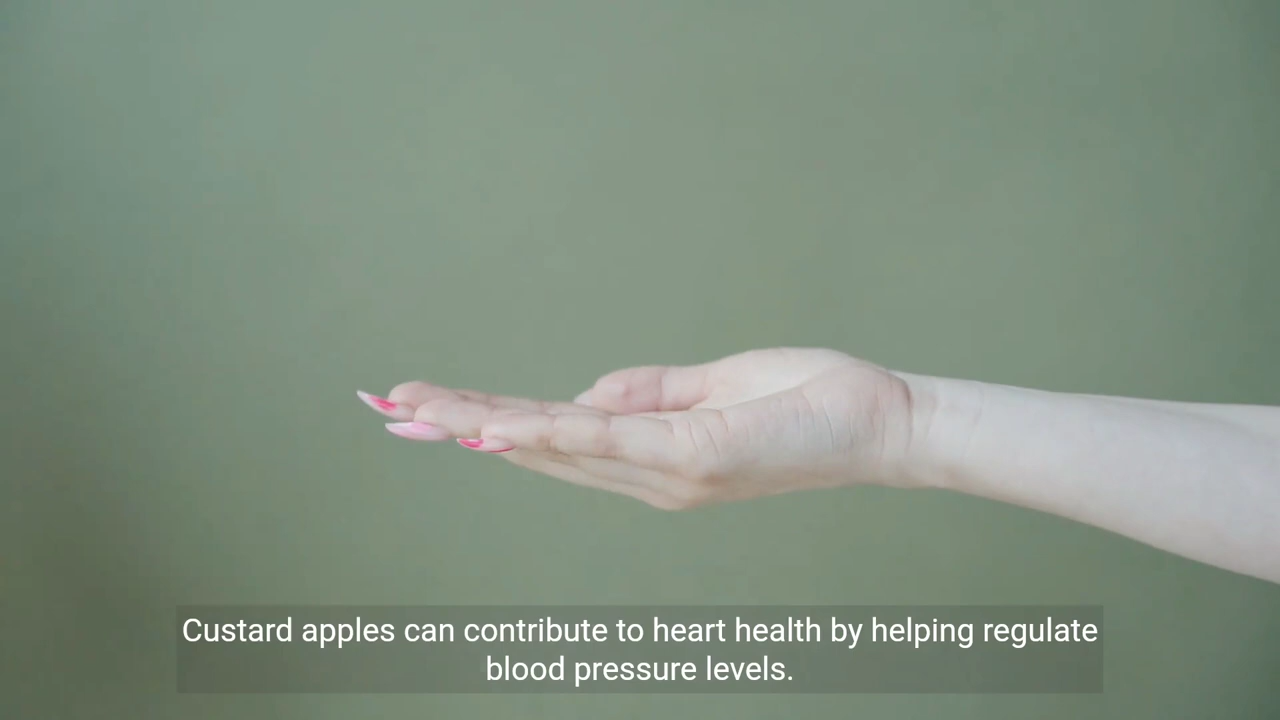 Custard apples can contribute to heart health by helping regulate
blood pressure levels.